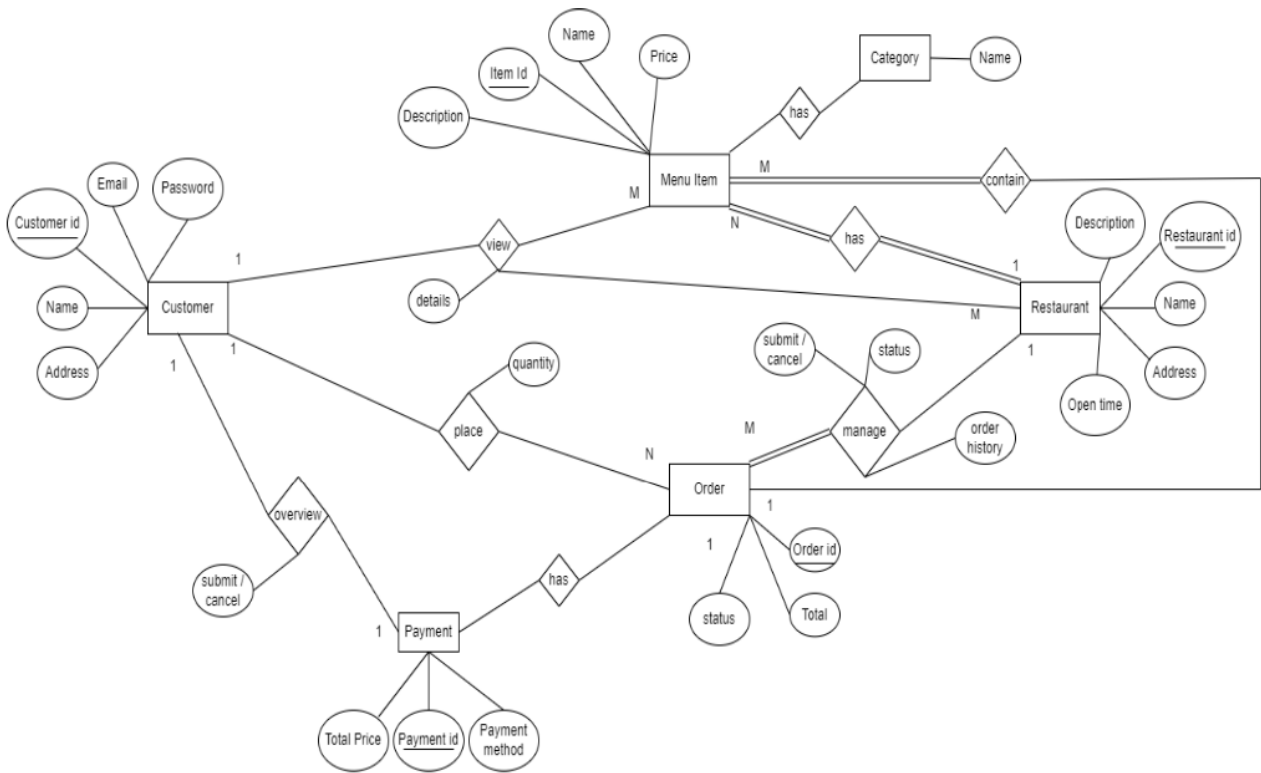 Name
Price
Category
Name
Item Id
Description
has
Menu Item
M
M
contain
Email
Password
Customer id
Description
Restaurant id
N
has
view
1
1
details
Name
Customer
M
Restaurant
Name
Address
1
1
1
submit /
cancel
status
quantity
Address
Open time
place
M
manage
order
history
N
Order
1
overview
1
Order id
submit /
cancel
has
status
Total
1
Payment
Total Price
Payment id
Payment
method